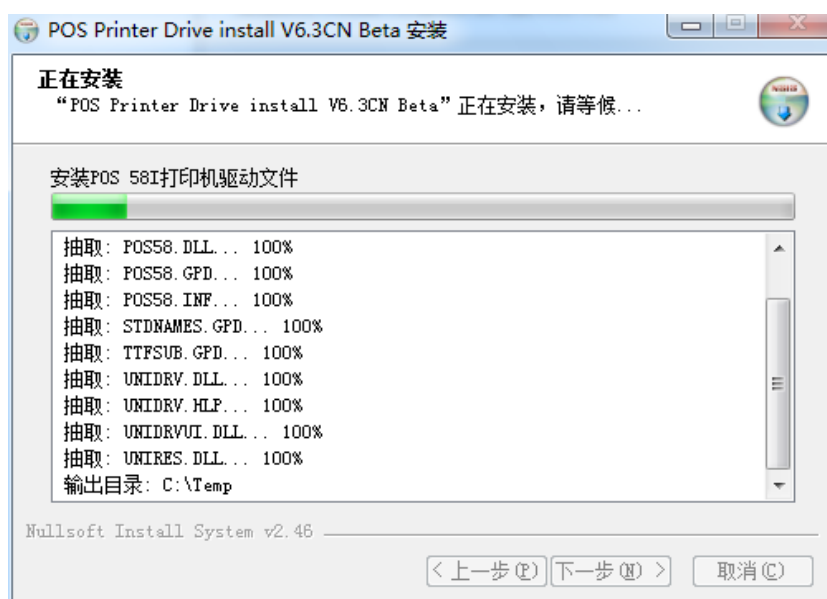 POS Printer Drive install V6.3CN Beta 安装
正在安装
“POS Printer Drive install V6.3CN Beta”正在安装，请等候...
安装POS 58I打印机驱动文件
抽取: POS58.DLL... 100%
抽取: POS58.GPD... 100%
抽取: POS58.INF... 100%
抽取: STDNAMES.GPD... 100%
抽取: TTFSUB.GPD... 100%
抽取: UNIDRV.DLL... 100%
抽取: UNIDRV.HLP... 100%
抽取: UNIDRVUI.DLL... 100%
抽取: UNIRES.DLL... 100%
输出目录: C:\Temp
Nullsoft Install System v2.46
< 上一步(P) 下一步(N) > 取消(C)